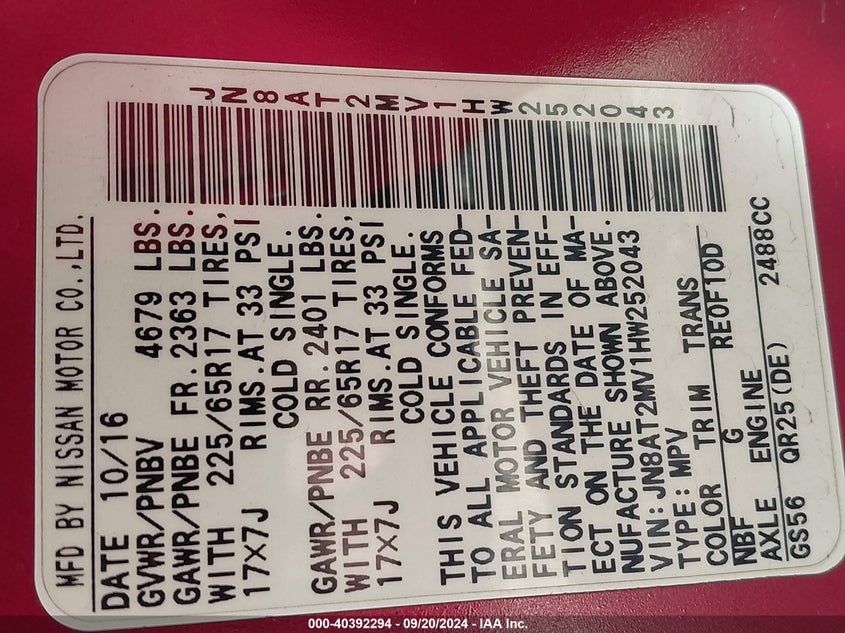 MFD BY NISSAN MOTOR CO.,LTD.
DATE 10/16
GVWR/PNBV 4679 LBS.
GAWR/PNBE FR.2363 LBS.
WITH 225/65R17 TIRES,
17×7J RIMS.AT 33 PSI
COLD SINGLE.
GAWR/PNBE RR.2401 LBS.
WITH 225/65R17 TIRES,
17×7J RIMS.AT 33 PSI
COLD SINGLE.
THIS VEHICLE CONFORMS
TO ALL APPLICABLE FED-
ERAL MOTOR VEHICLE SA-
FETY AND THEFT PREVEN-
TION STANDARDS IN EFF-
ECT ON THE DATE OF MA-
NUFACTURE SHOWN ABOVE.
VIN:JN8AT2MV1HW252043
TYPE:MPV
COLOR TRIM TRANS
NBF G RE0F10D
AXLE ENGINE
GS56 QR25(DE) 2488CC
JN8AT2MV1HW252043
000-40392294 - 09/20/2024 - IAA Inc.